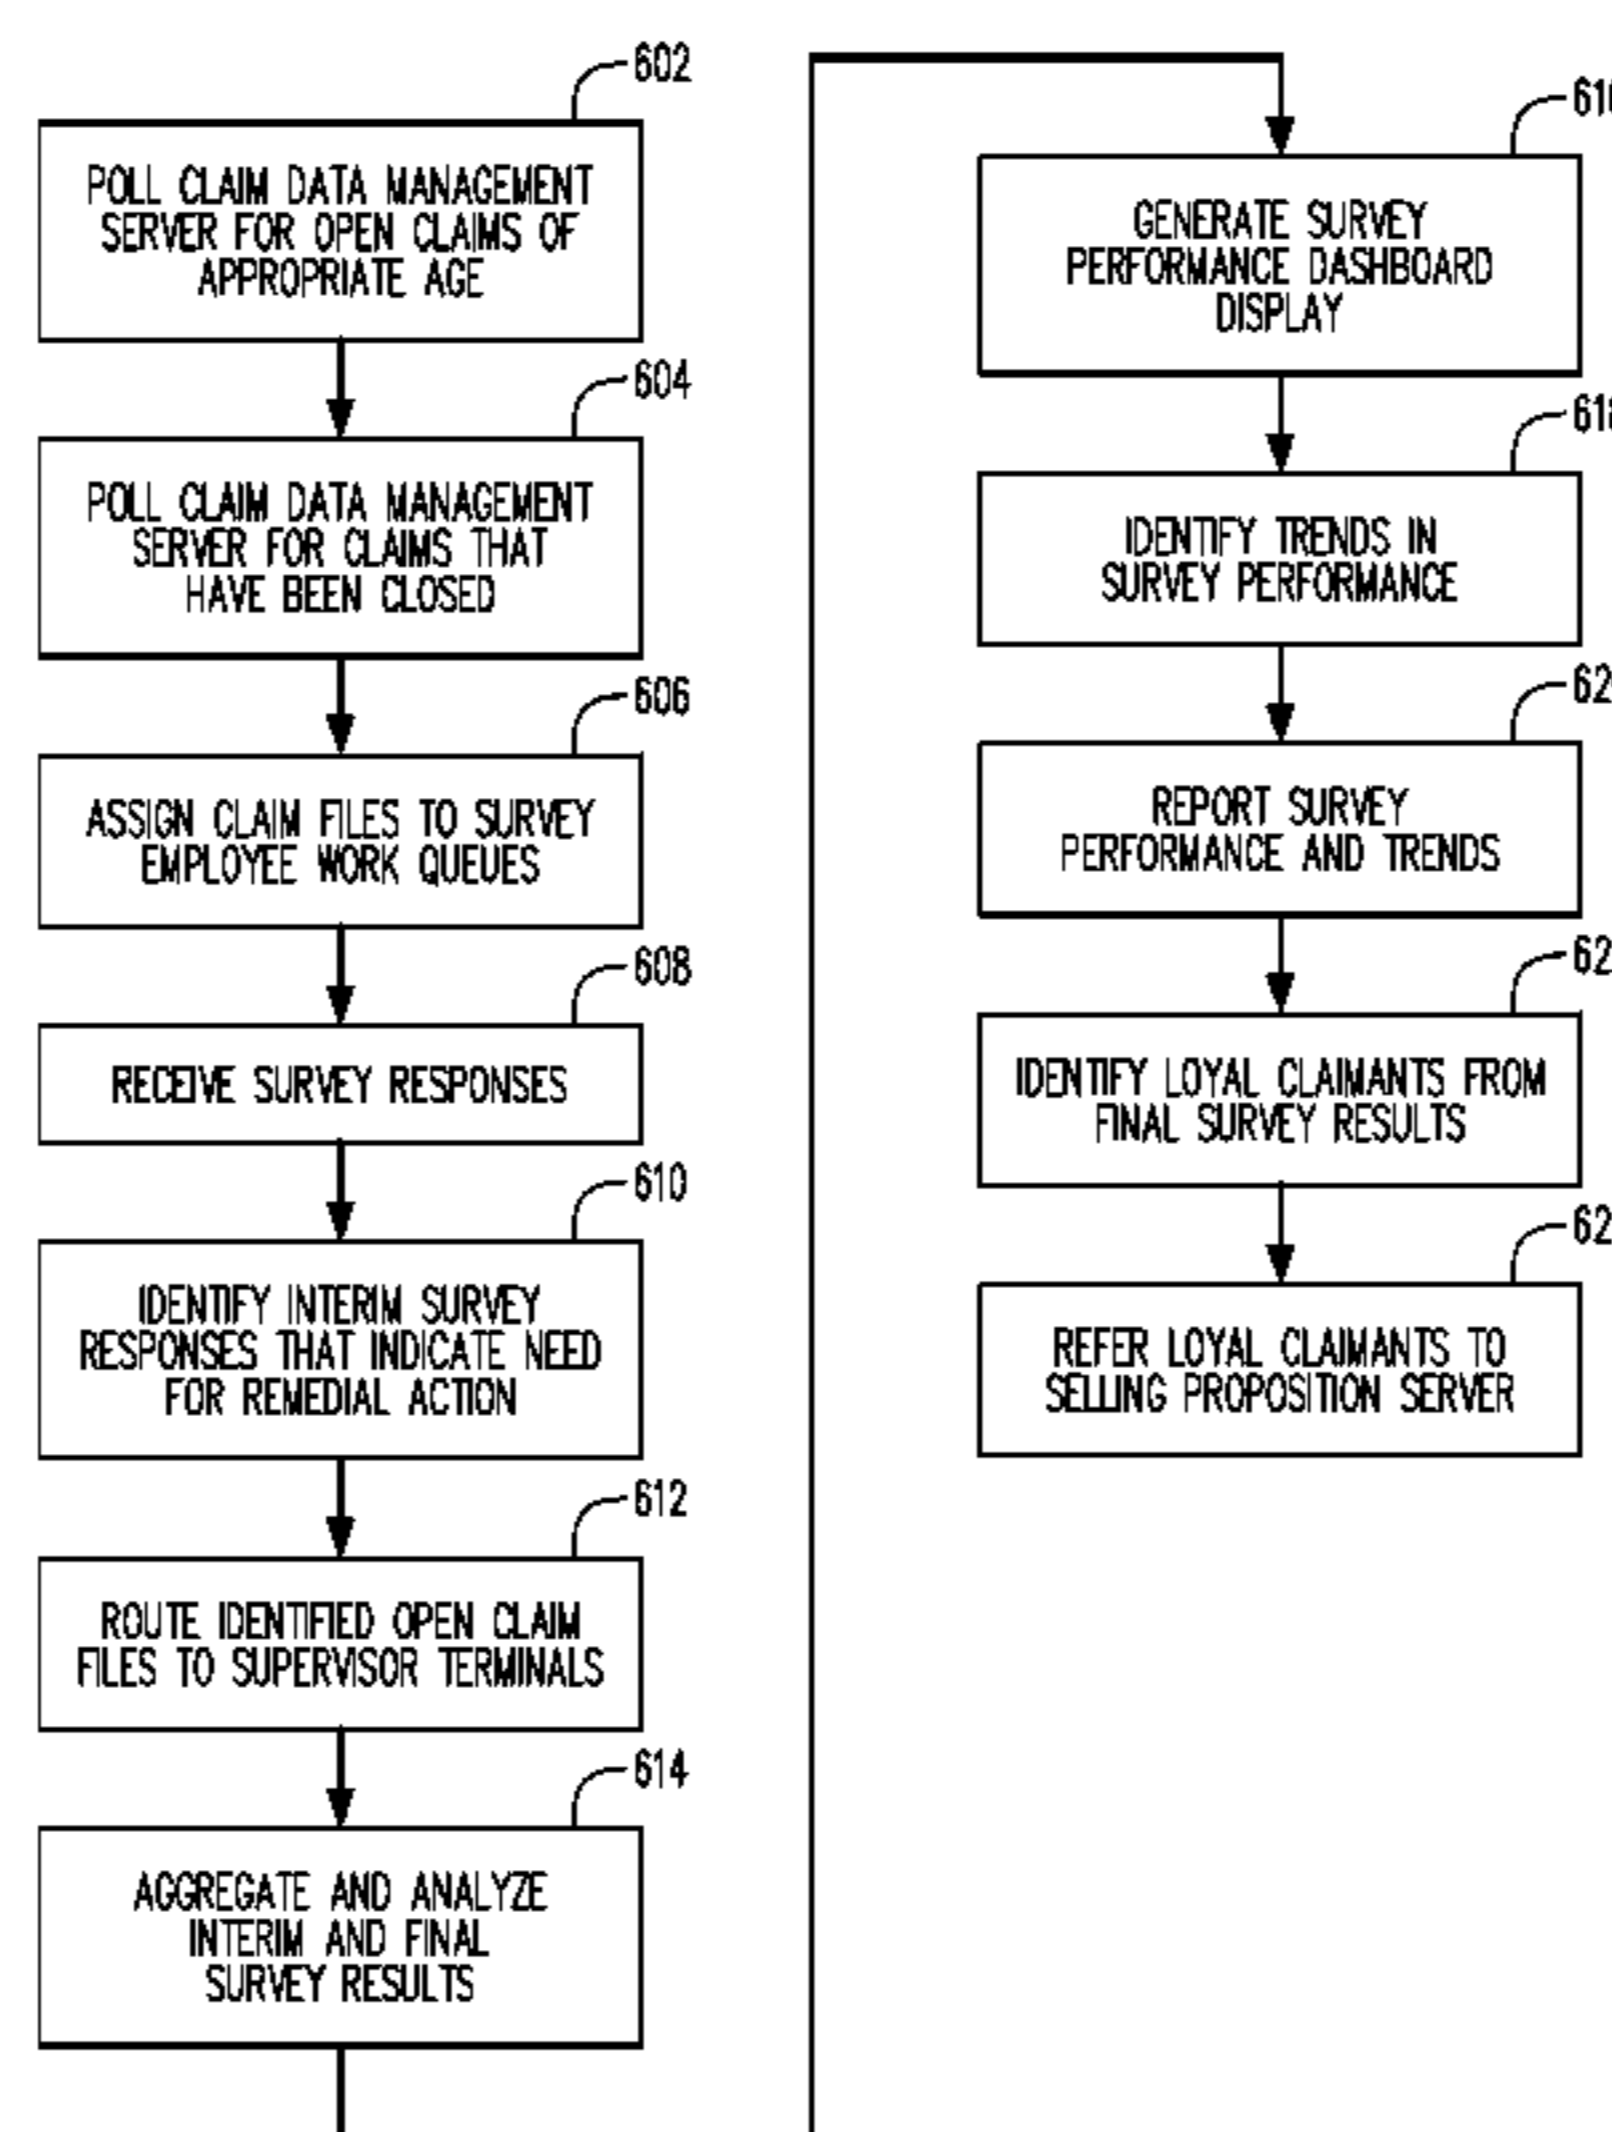 602
POLL CLAIM DATA MANAGEMENT
SERVER FOR OPEN CLAIMS OF
APPROPRIATE AGE
604
POLL CLAIM DATA MANAGEMENT
SERVER FOR CLAIMS THAT
HAVE BEEN CLOSED
606
ASSIGN CLAIM FILES TO SURVEY
EMPLOYEE WORK QUEUES
608
RECEIVE SURVEY RESPONSES
610
IDENTIFY INTERIM SURVEY
RESPONSES THAT INDICATE NEED
FOR REMEDIAL ACTION
612
ROUTE IDENTIFIED OPEN CLAIM
FILES TO SUPERVISOR TERMINALS
614
AGGREGATE AND ANALYZE
INTERIM AND FINAL
SURVEY RESULTS
GENERATE SURVEY
PERFORMANCE DASHBOARD
DISPLAY
IDENTIFY TRENDS IN
SURVEY PERFORMANCE
REPORT SURVEY
PERFORMANCE AND TRENDS
IDENTIFY LOYAL CLAIMANTS FROM
FINAL SURVEY RESULTS
REFER LOYAL CLAIMANTS TO
SELLING PROPOSITION SERVER